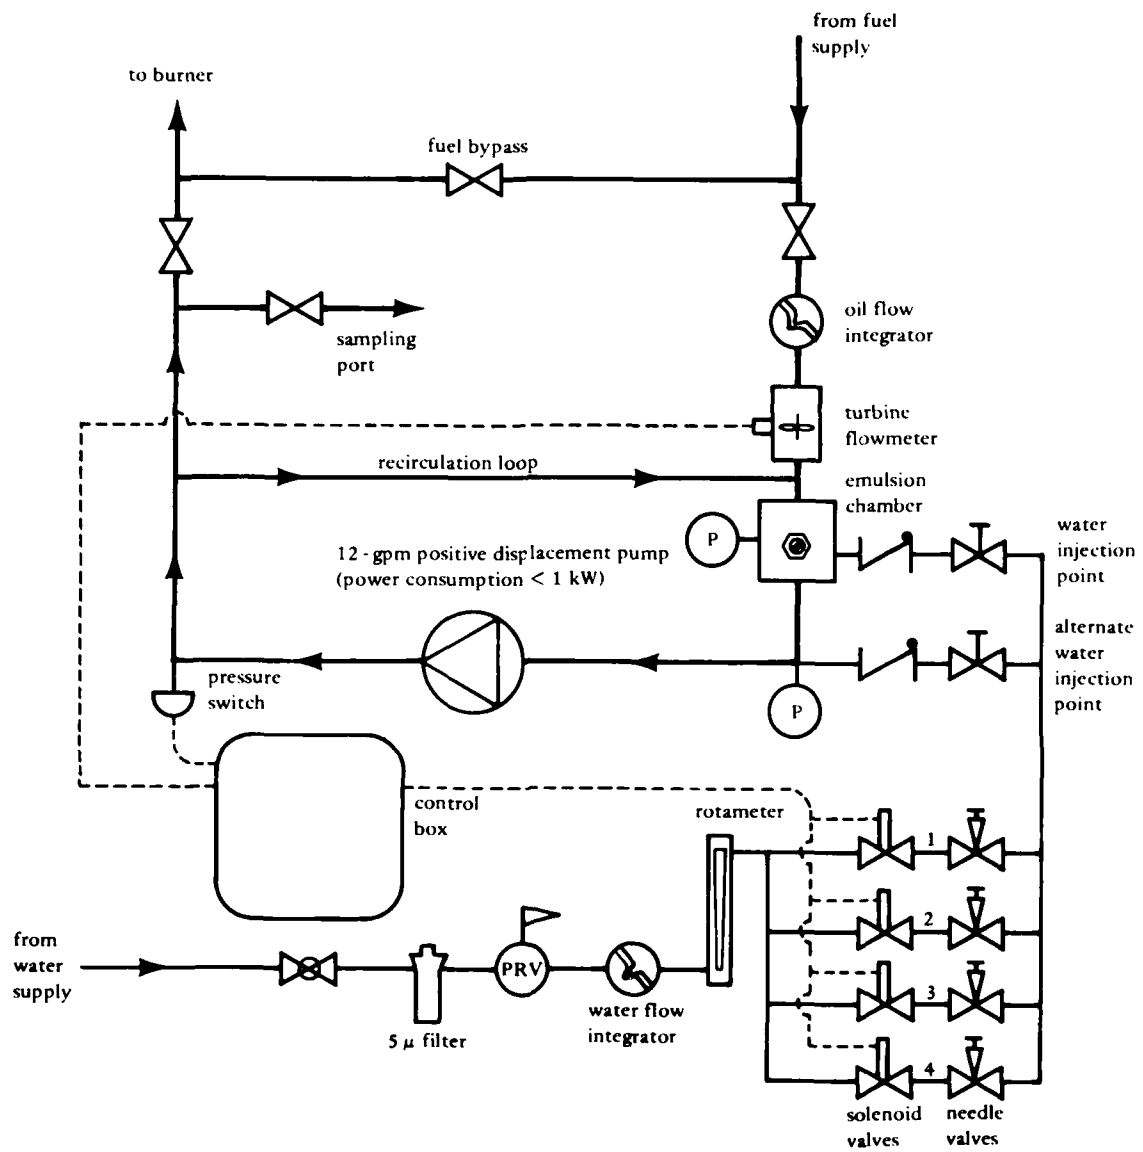 from fuel
supply
to burner
fuel bypass
oil flow
integrator
sampling
port
turbine
flowmeter
recirculation loop
emulsion
chamber
P
water
injection
point
12 - gpm positive displacement pump
(power consumption < 1 kW)
alternate
water
injection
point
pressure
switch
P
control
box
rotameter
1
2
3
4
from
water
supply
PRV
water flow
integrator
5 μ filter
solenoid
valves
needle
valves